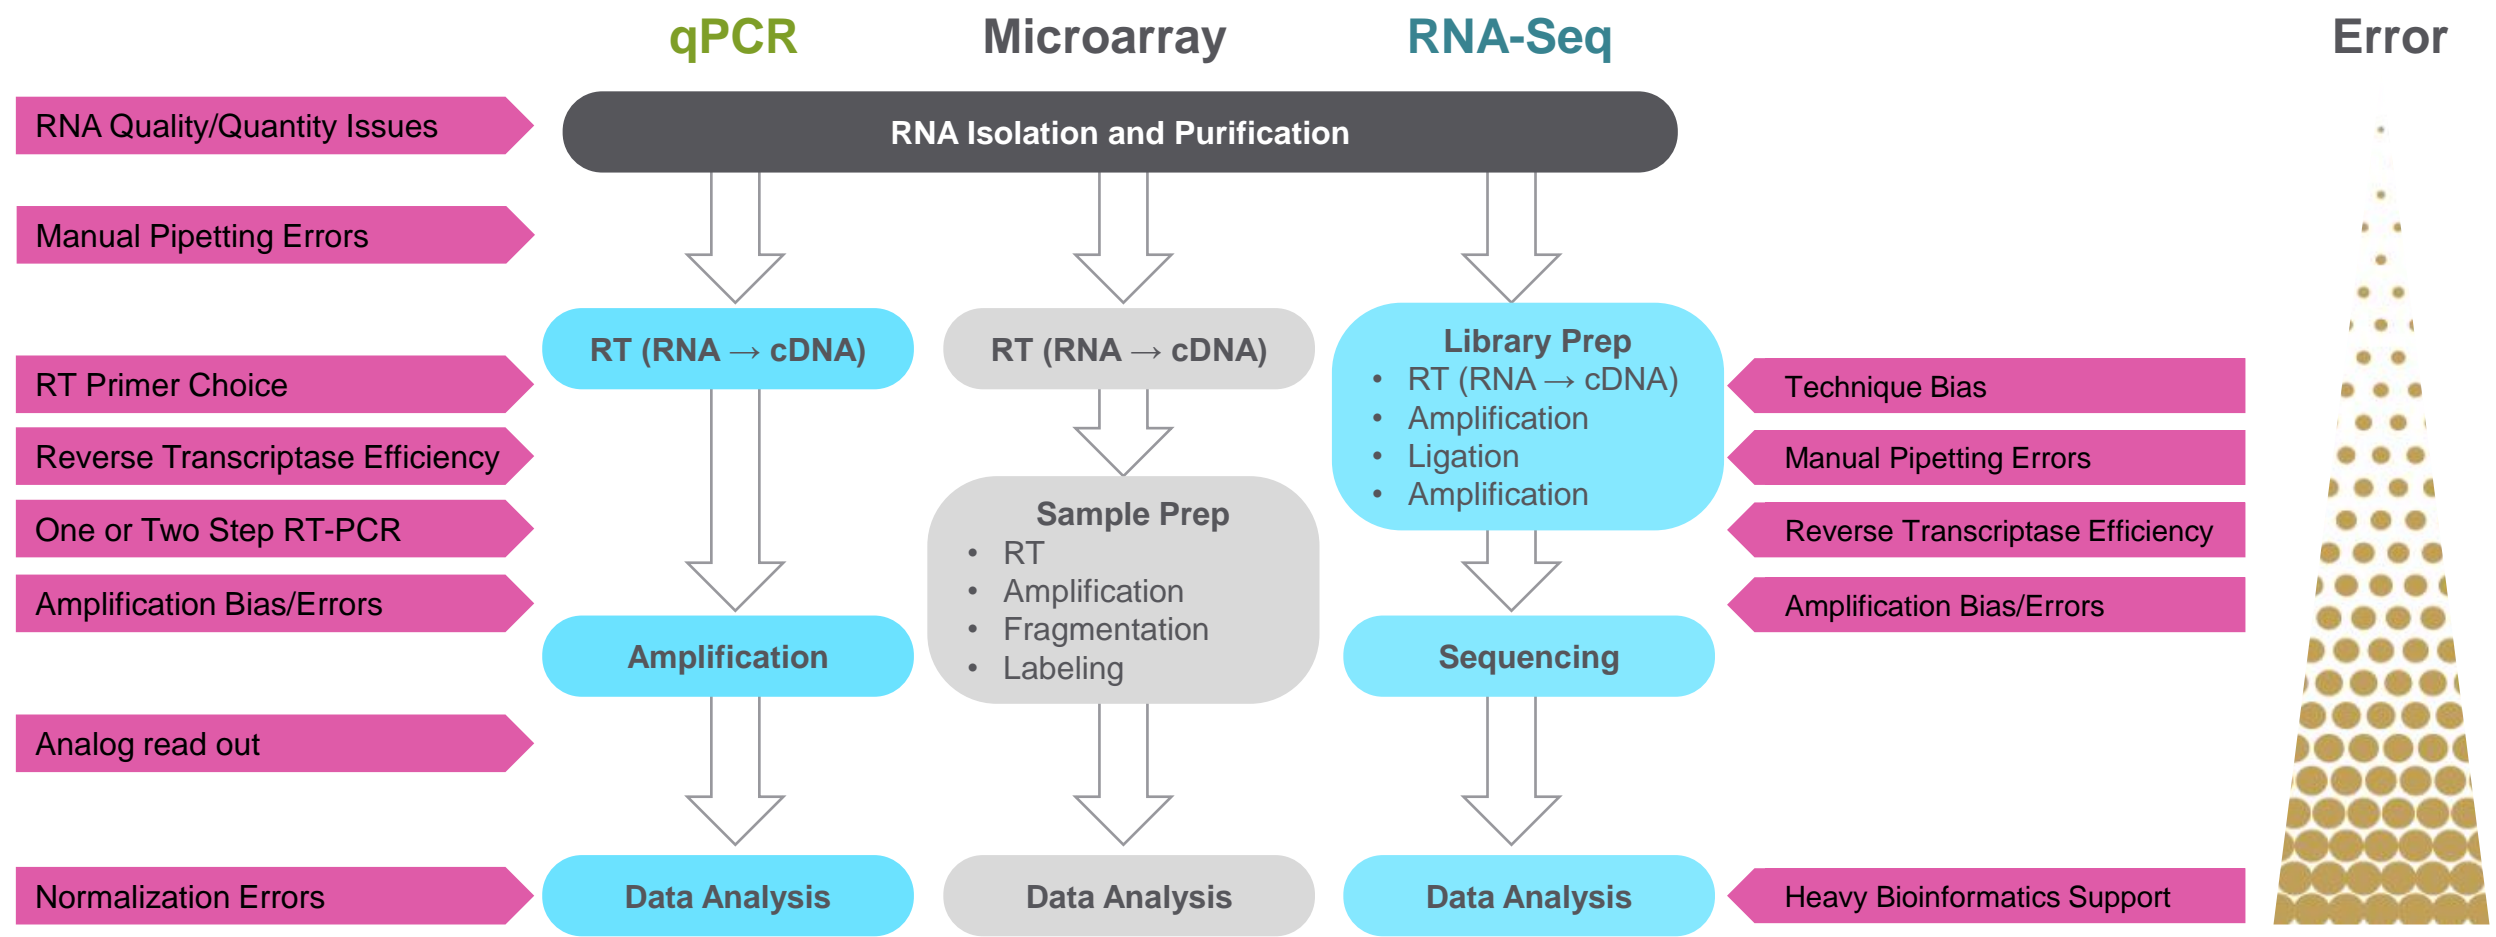 qPCR
Microarray
RNA-Seq
Error
RNA Quality/Quantity Issues
RNA Isolation and Purification
Manual Pipetting Errors
RT (RNA → cDNA)
RT (RNA → cDNA)
Library Prep
• RT (RNA → cDNA)
• Amplification
• Ligation
• Amplification
RT Primer Choice
Technique Bias
Reverse Transcriptase Efficiency
Manual Pipetting Errors
One or Two Step RT-PCR
Sample Prep
• RT
• Amplification
• Fragmentation
• Labeling
Reverse Transcriptase Efficiency
Amplification Bias/Errors
Amplification Bias/Errors
Amplification
Sequencing
Analog read out
Normalization Errors
Data Analysis
Data Analysis
Data Analysis
Heavy Bioinformatics Support